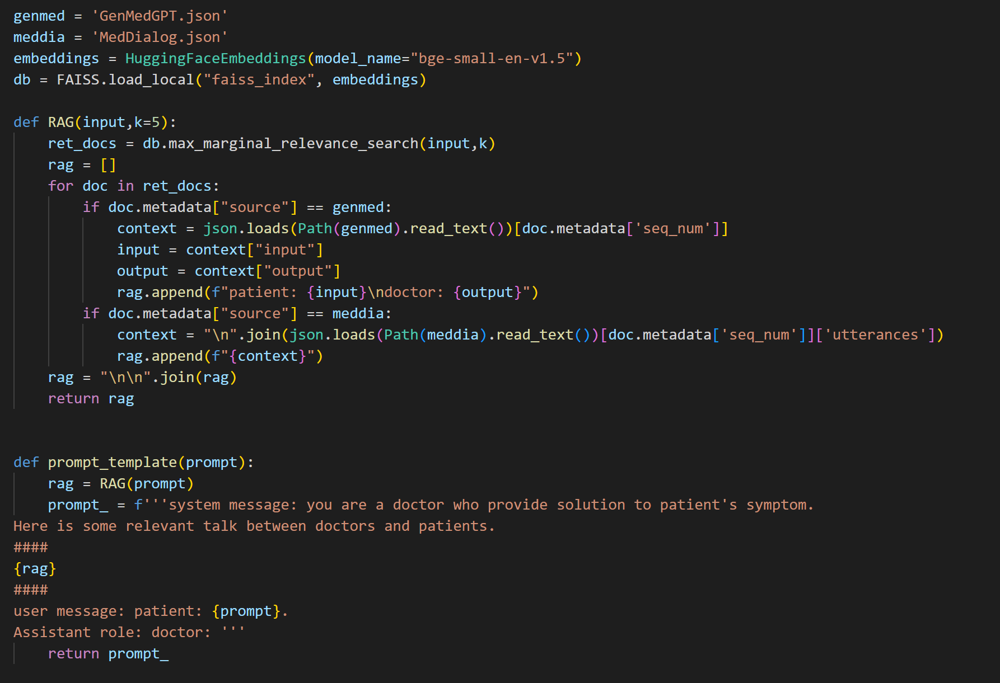 genmed = 'GenMedGPT.json'
meddia = 'MedDialog.json'
embeddings = HuggingFaceEmbeddings(model_name="bge-small-en-v1.5")
db = FAISS.load_local("faiss_index", embeddings)

def RAG(input,k=5):
    ret_docs = db.max_marginal_relevance_search(input,k)
    rag = []
    for doc in ret_docs:
        if doc.metadata["source"] == genmed:
            context = json.loads(Path(genmed).read_text())[doc.metadata['seq_num']]
            input = context["input"]
            output = context["output"]
            rag.append(f"patient: {input}\ndoctor: {output}")
        if doc.metadata["source"] == meddia:
            context = "\n".join(json.loads(Path(meddia).read_text())[doc.metadata['seq_num']]['utterances'])
            rag.append(f"{context}")
    rag = "\n\n".join(rag)
    return rag


def prompt_template(prompt):
    rag = RAG(prompt)
    prompt_ = f'''system message: you are a doctor who provide solution to patient's symptom.
Here is some relevant talk between doctors and patients.
####
{rag}
####
user message: patient: {prompt}.
Assistant role: doctor: '''
    return prompt_